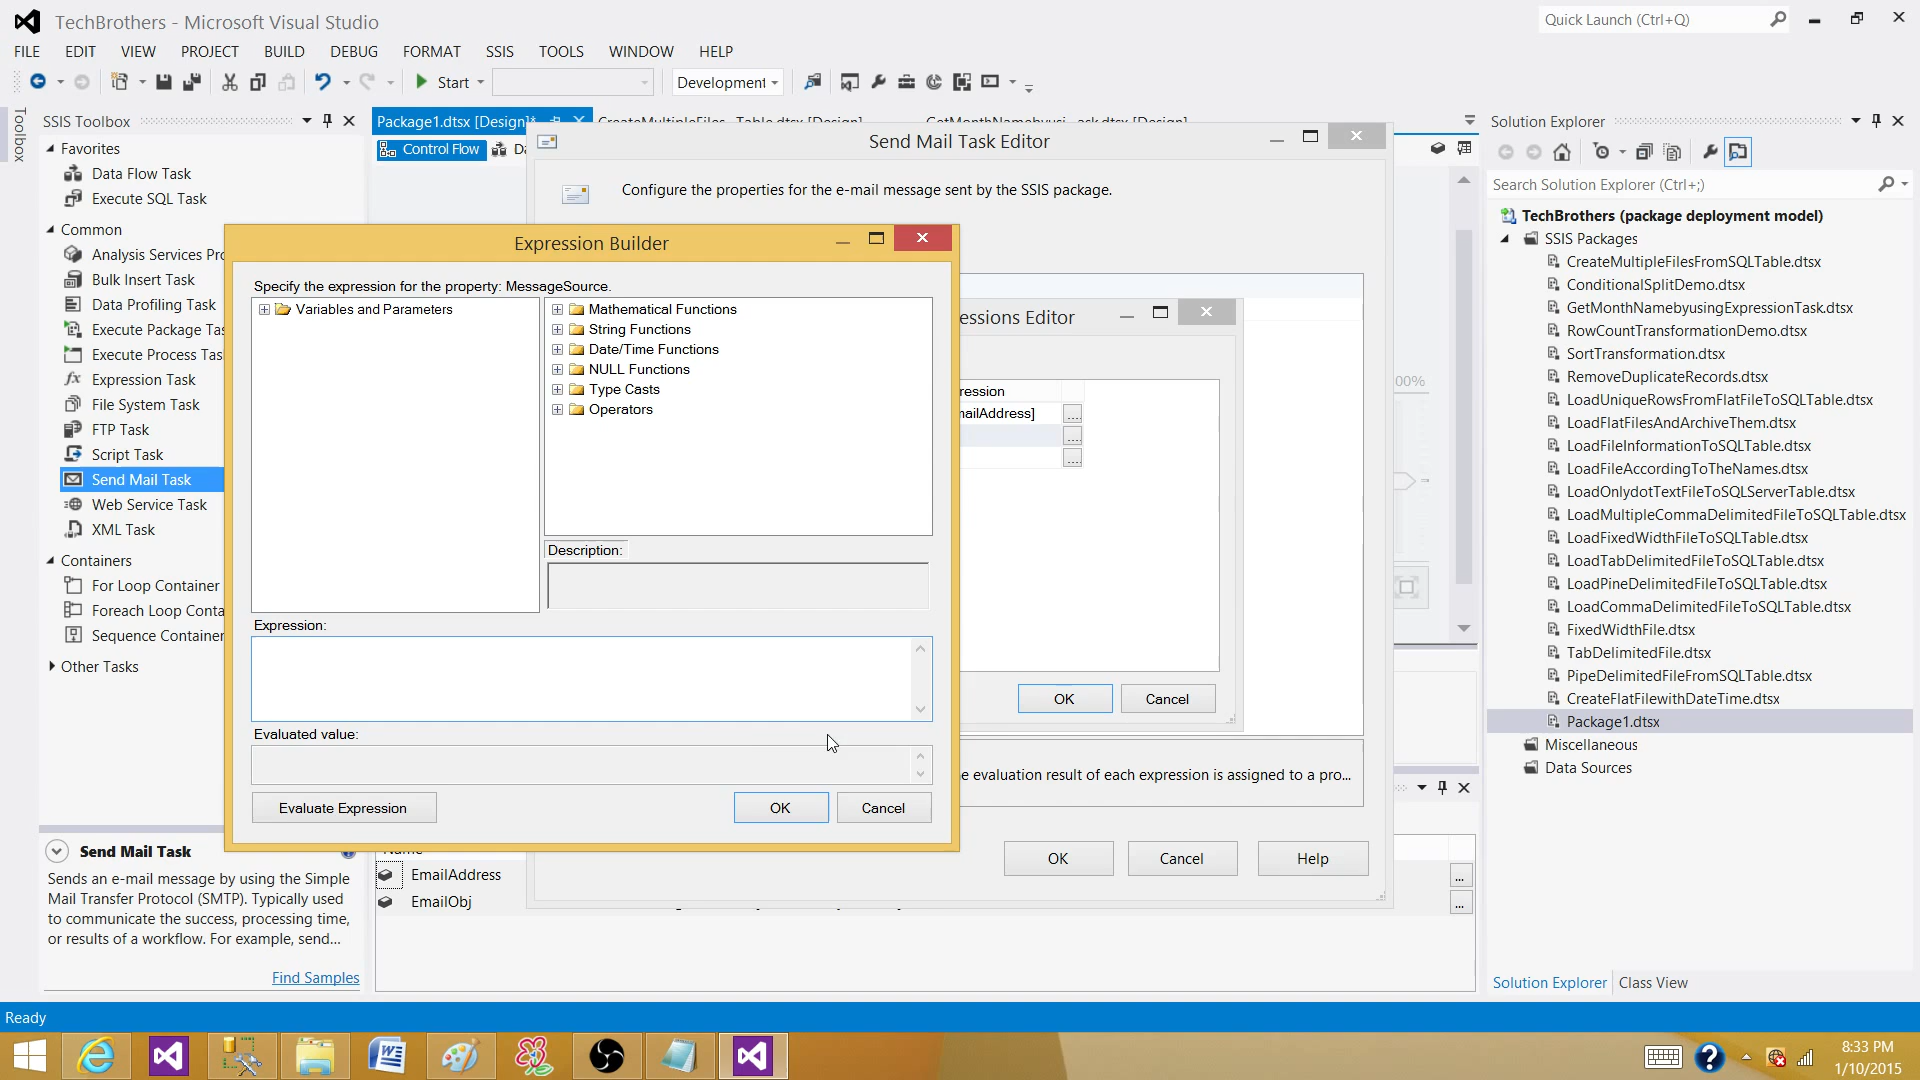 TechBrothers - Microsoft Visual Studio
Quick Launch (Ctrl+Q)
FILE EDIT VIEW PROJECT BUILD DEBUG FORMAT SSIS TOOLS WINDOW HELP
Start
Development
Toolbox
SSIS Toolbox
Favorites
Data Flow Task
Execute SQL Task
Common
Analysis Services Pro
Bulk Insert Task
Data Profiling Task
Execute Package Tas
Execute Process Tas
Expression Task
File System Task
FTP Task
Script Task
Send Mail Task
Web Service Task
XML Task
Containers
For Loop Container
Foreach Loop Conta
Sequence Container
Other Tasks
Send Mail Task
Sends an e-mail message by using the Simple
Mail Transfer Protocol (SMTP). Typically used
to communicate the success, processing time,
or results of a workflow. For example, send...
Find Samples
Package1.dtsx [Design]*
Control Flow
Da
Send Mail Task Editor
Configure the properties for the e-mail message sent by the SSIS package.
Expression Builder
Specify the expression for the property: MessageSource.
Variables and Parameters
Mathematical Functions
String Functions
Date/Time Functions
NULL Functions
Type Casts
Operators
Description:
Expression:
Evaluated value:
Evaluate Expression
OK
Cancel
essions Editor
ression
mailAddress]
OK
Cancel
e evaluation result of each expression is assigned to a pro...
OK
Cancel
Help
00%
Name
EmailAddress
EmailObj
Solution Explorer
Search Solution Explorer (Ctrl+;)
TechBrothers (package deployment model)
SSIS Packages
CreateMultipleFilesFromSQLTable.dtsx
ConditionalSplitDemo.dtsx
GetMonthNamebyusingExpressionTask.dtsx
RowCountTransformationDemo.dtsx
SortTransformation.dtsx
RemoveDuplicateRecords.dtsx
LoadUniqueRowsFromFlatFileToSQLTable.dtsx
LoadFlatFilesAndArchiveThem.dtsx
LoadFileInformationToSQLTable.dtsx
LoadFileAccordingToTheNames.dtsx
LoadOnlydotTextFileToSQLServerTable.dtsx
LoadMultipleCommaDelimitedFileToSQLTable.dtsx
LoadFixedWidthFileToSQLTable.dtsx
LoadTabDelimitedFileToSQLTable.dtsx
LoadPineDelimitedFileToSQLTable.dtsx
LoadCommaDelimitedFileToSQLTable.dtsx
FixedWidthFile.dtsx
TabDelimitedFile.dtsx
PipeDelimitedFileFromSQLTable.dtsx
CreateFlatFilewithDateTime.dtsx
Package1.dtsx
Miscellaneous
Data Sources
Solution Explorer
Class View
Ready
8:33 PM
1/10/2015